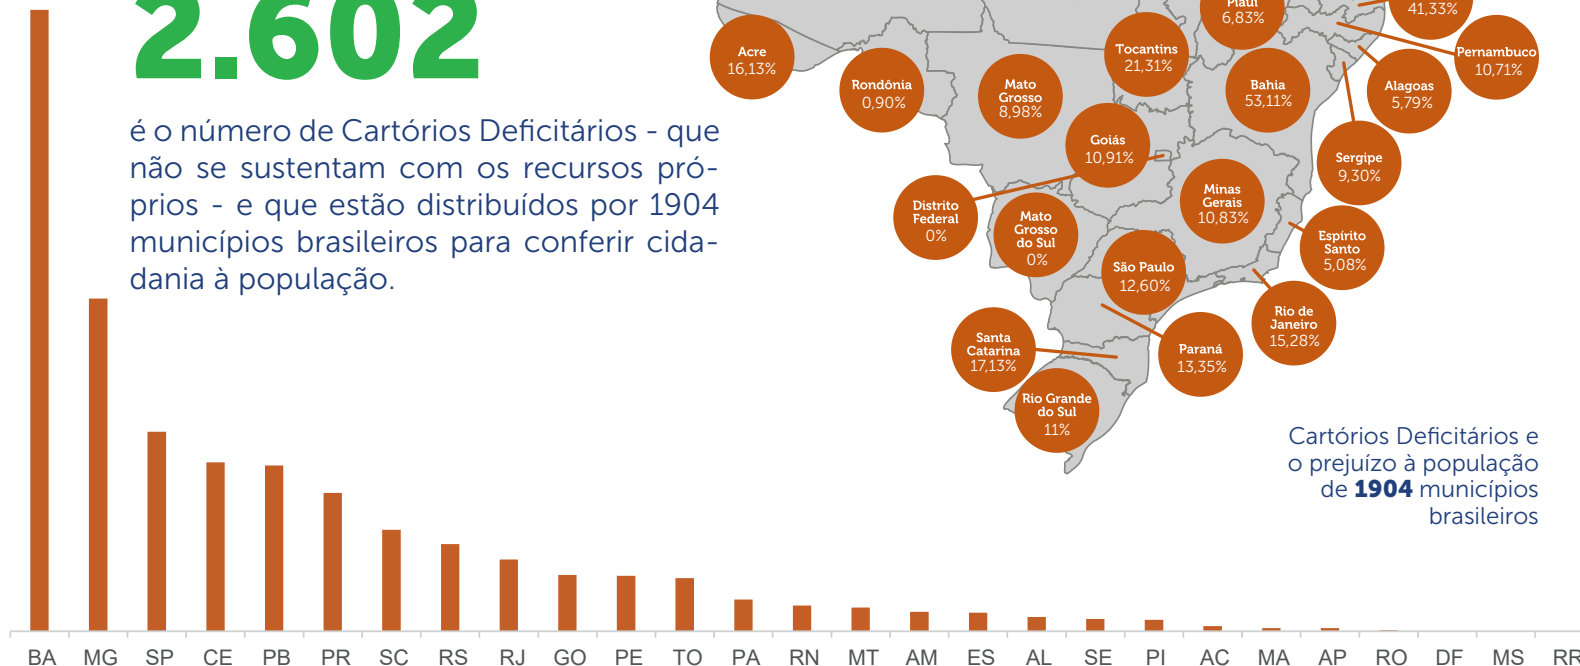 2.602
é o número de Cartórios Deficitários - que
não se sustentam com os recursos pró-
prios - e que estão distribuídos por 1904
municípios brasileiros para conferir cida-
dania à população.
Piauí
6,83%
41,33%
Acre
16,13%
Tocantins
21,31%
Pernambuco
10,71%
Rondônia
0,90%
Mato
Grosso
8,98%
Bahia
53,11%
Alagoas
5,79%
Goiás
10,91%
Sergipe
9,30%
Distrito
Federal
0%
Mato
Grosso
do Sul
0%
Minas
Gerais
10,83%
Espírito
Santo
5,08%
São Paulo
12,60%
Rio de
Janeiro
15,28%
Santa
Catarina
17,13%
Paraná
13,35%
Rio Grande
do Sul
11%
Cartórios Deficitários e
o prejuízo à população
de 1904 municípios
brasileiros
BA MG SP CE PB PR SC RS RJ GO PE TO PA RN MT AM ES AL SE PI AC MA AP RO DF MS RR